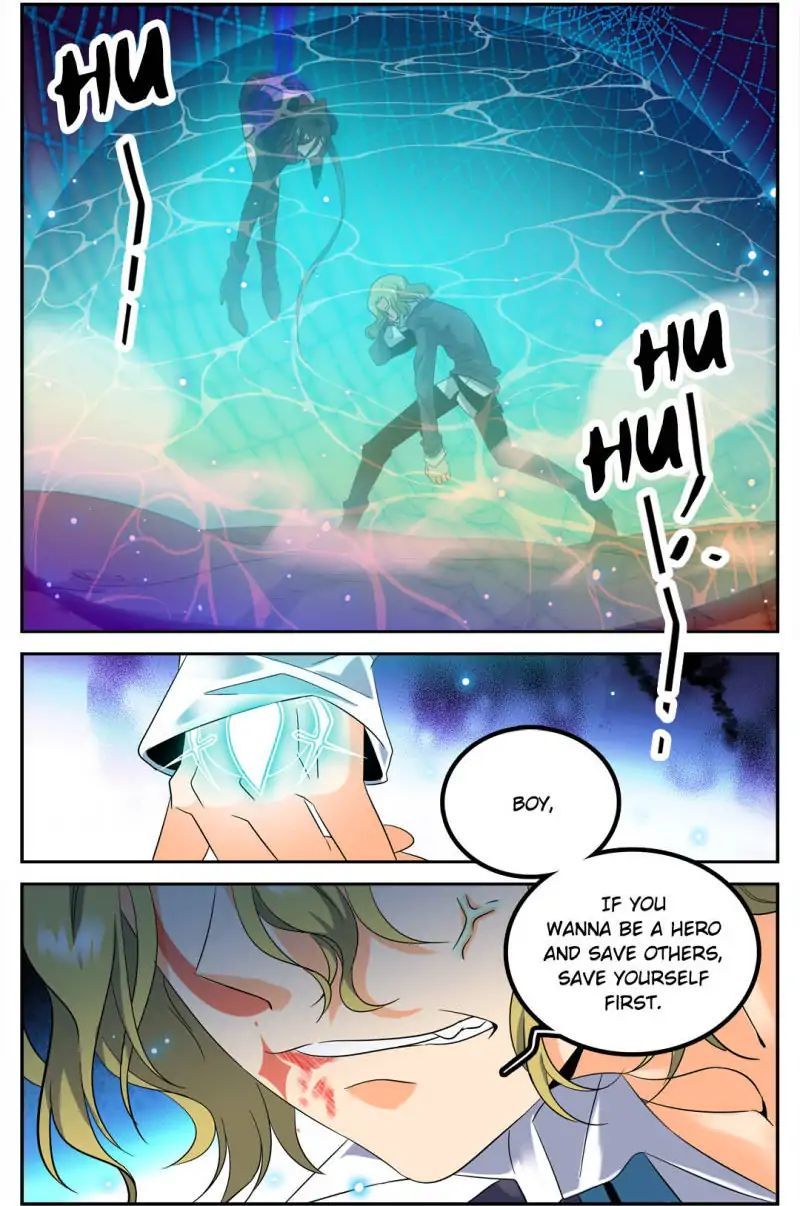 HU
HU
HU
BOY,
IF YOU
WANNA BE A HERO
AND SAVE OTHERS,
SAVE YOURSELF
FIRST.